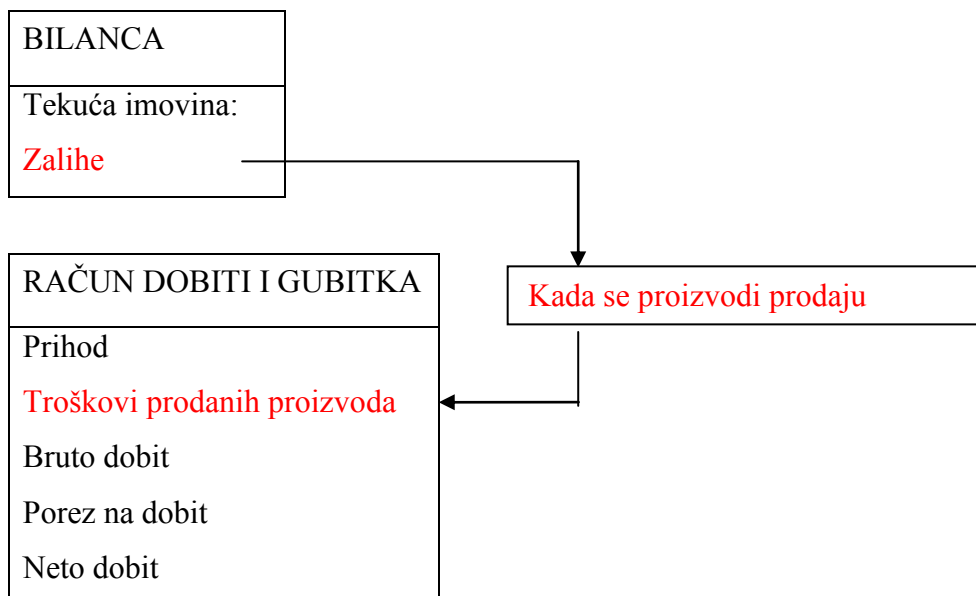 BILANCA
Tekuća imovina:
Zalihe
RAČUN DOBITI I GUBITKA
Kada se proizvodi prodaju
Prihod
Troškovi prodanih proizvoda
Bruto dobit
Porez na dobit
Neto dobit